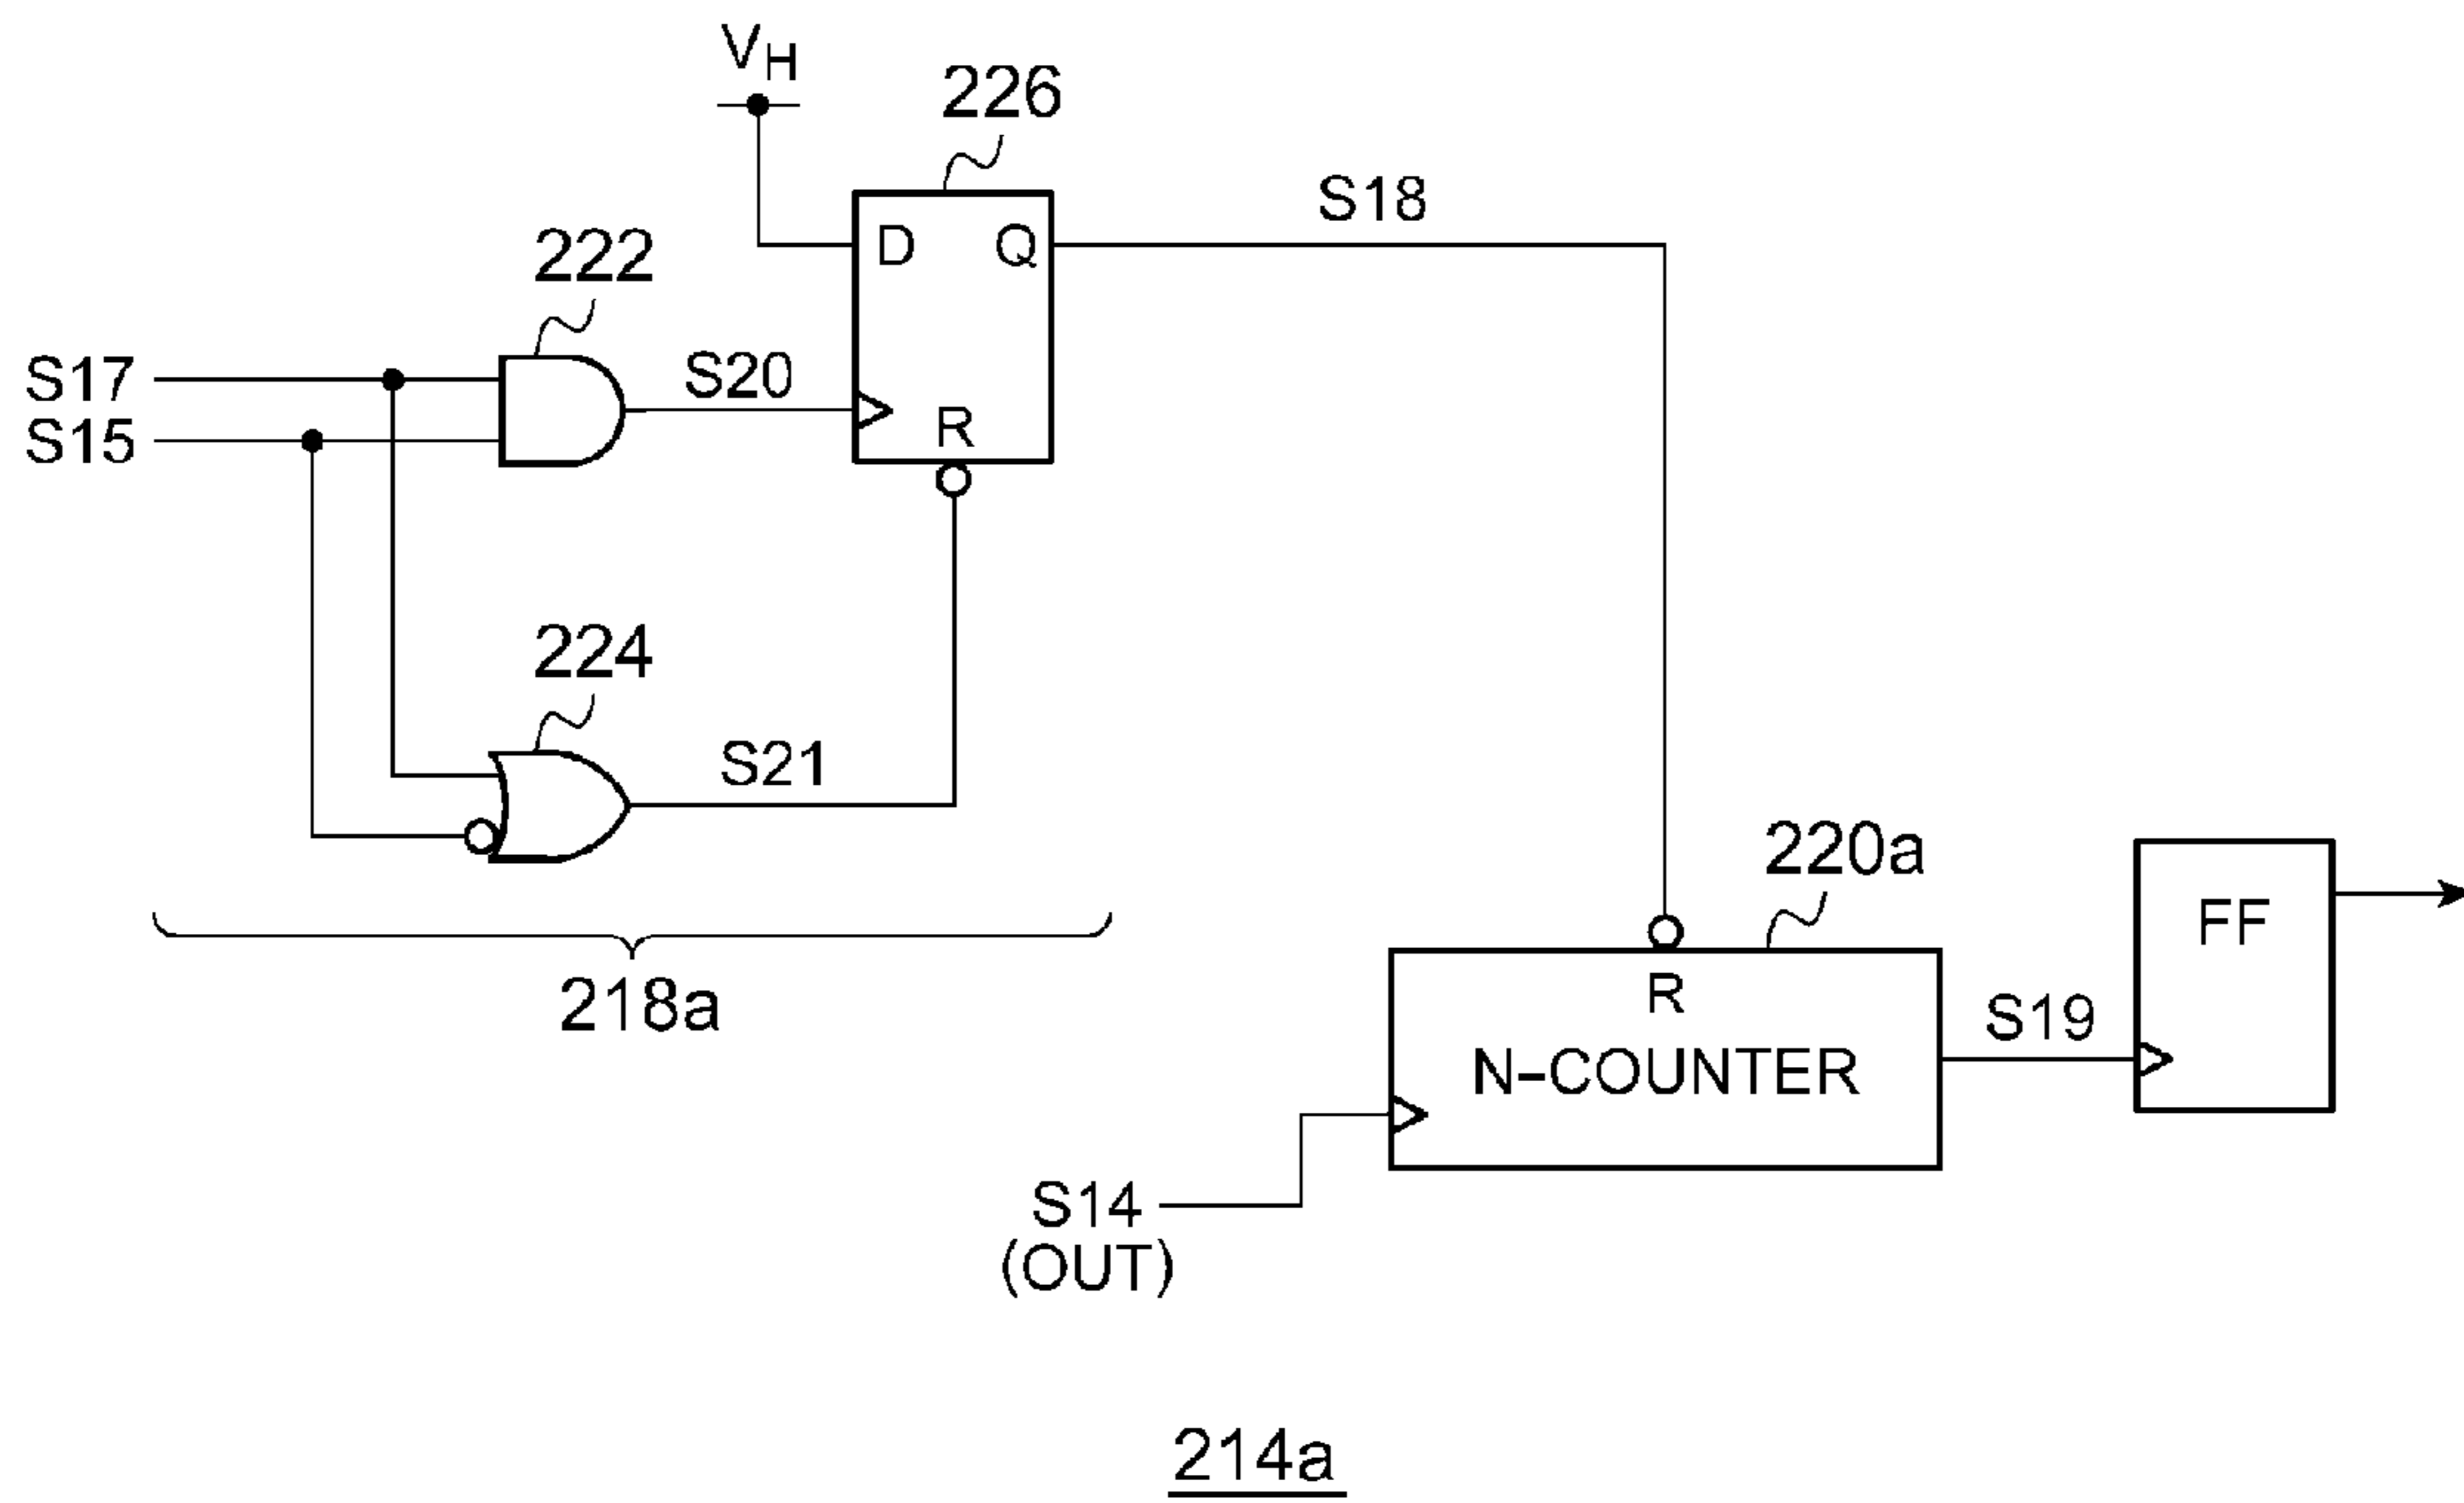 VH
226
S18
222
D Q
S17
S20
R
S15
224
S21
220a
FF
218a
R
S19
N-COUNTER
S14
(OUT)
214a